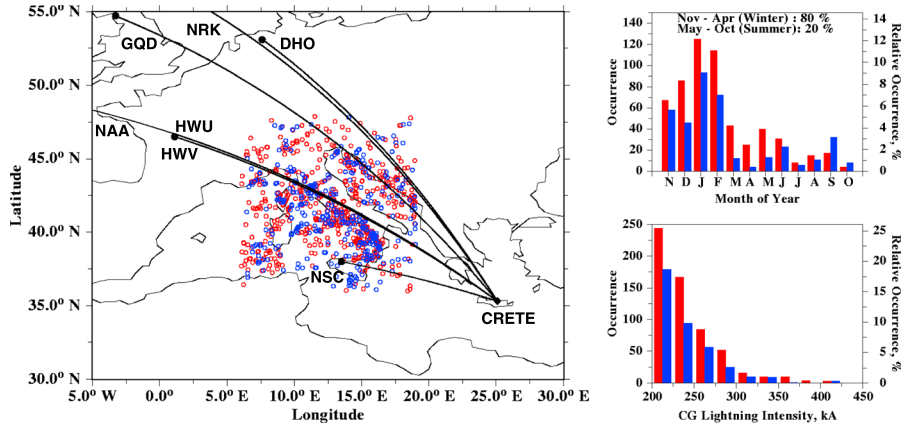 55.0° N
50.0° N
45.0° N
40.0° N
35.0° N
30.0° N
Latitude
5.0° W
0.0° E
5.0° E
10.0° E
15.0° E
20.0° E
25.0° E
30.0° E
Longitude
GQD
NRK
DHO
NAA
HWU
HWV
NSC
CRETE
Nov - Apr (Winter) : 80 %
May - Oct (Summer): 20 %
140
120
100
80
60
40
20
0
Occurrence
14
12
10
8
6
4
2
0
Relative Occurrence, %
N D J F M A M J J A S O
Month of Year
250
200
150
100
50
0
Occurrence
25
20
15
10
5
0
Relative Occurrence, %
200 250 300 350 400 450
CG Lightning Intensity, kA